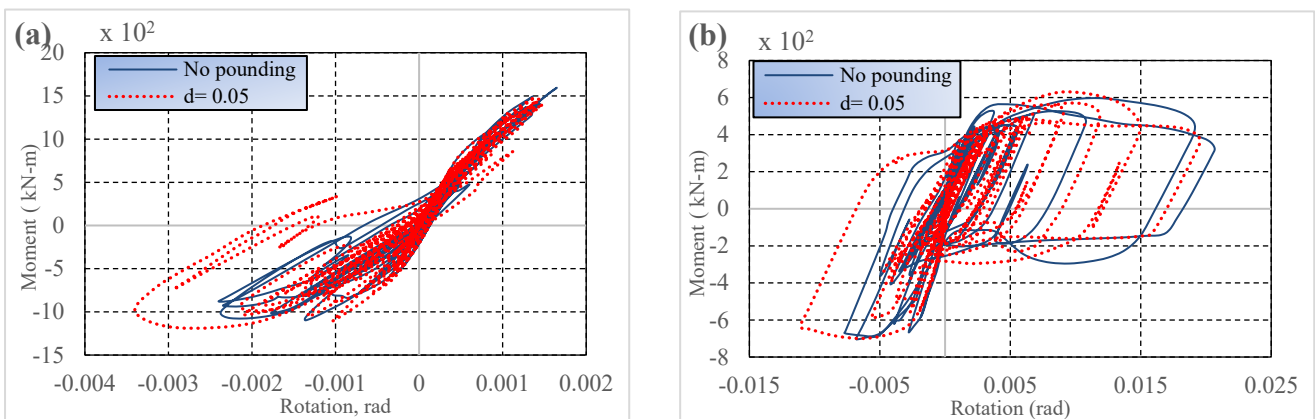 (a)
x 10²
No pounding
d= 0.05
Moment ( kN-m)
20
15
10
5
0
-5
-10
-15
-0.004
-0.003
-0.002
-0.001
0
0.001
0.002
Rotation, rad
(b)
x 10²
No pounding
d= 0.05
Moment ( kN-m)
8
6
4
2
0
-2
-4
-6
-8
-0.015
-0.005
0.005
0.015
0.025
Rotation (rad)